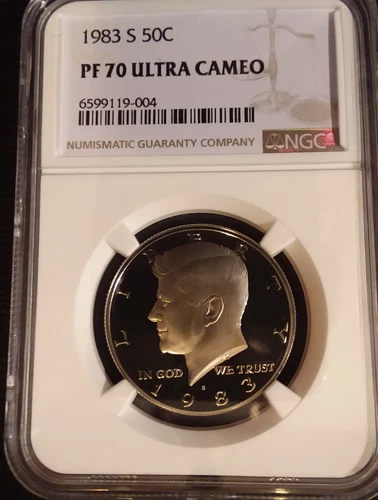 1983 S 50C
PF 70 ULTRA CAMEO
6599119-004
NUMISMATIC GUARANTY COMPANY NGC
LIBERTY
IN GOD WE TRUST
S
1983